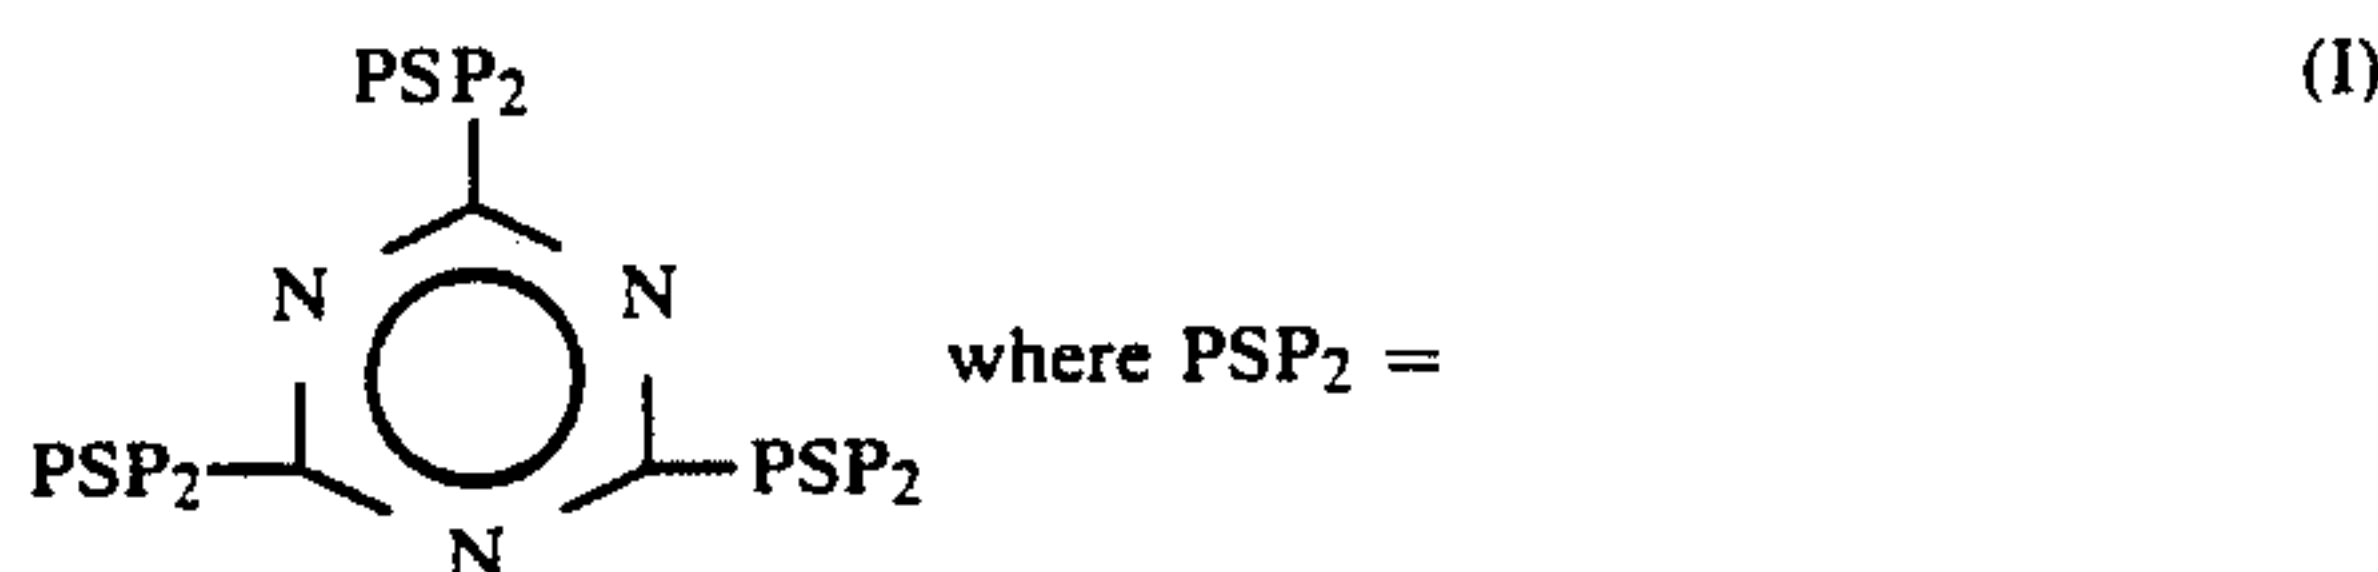 PSP₂ (I)
N N
where PSP₂ =
PSP₂ PSP₂
N